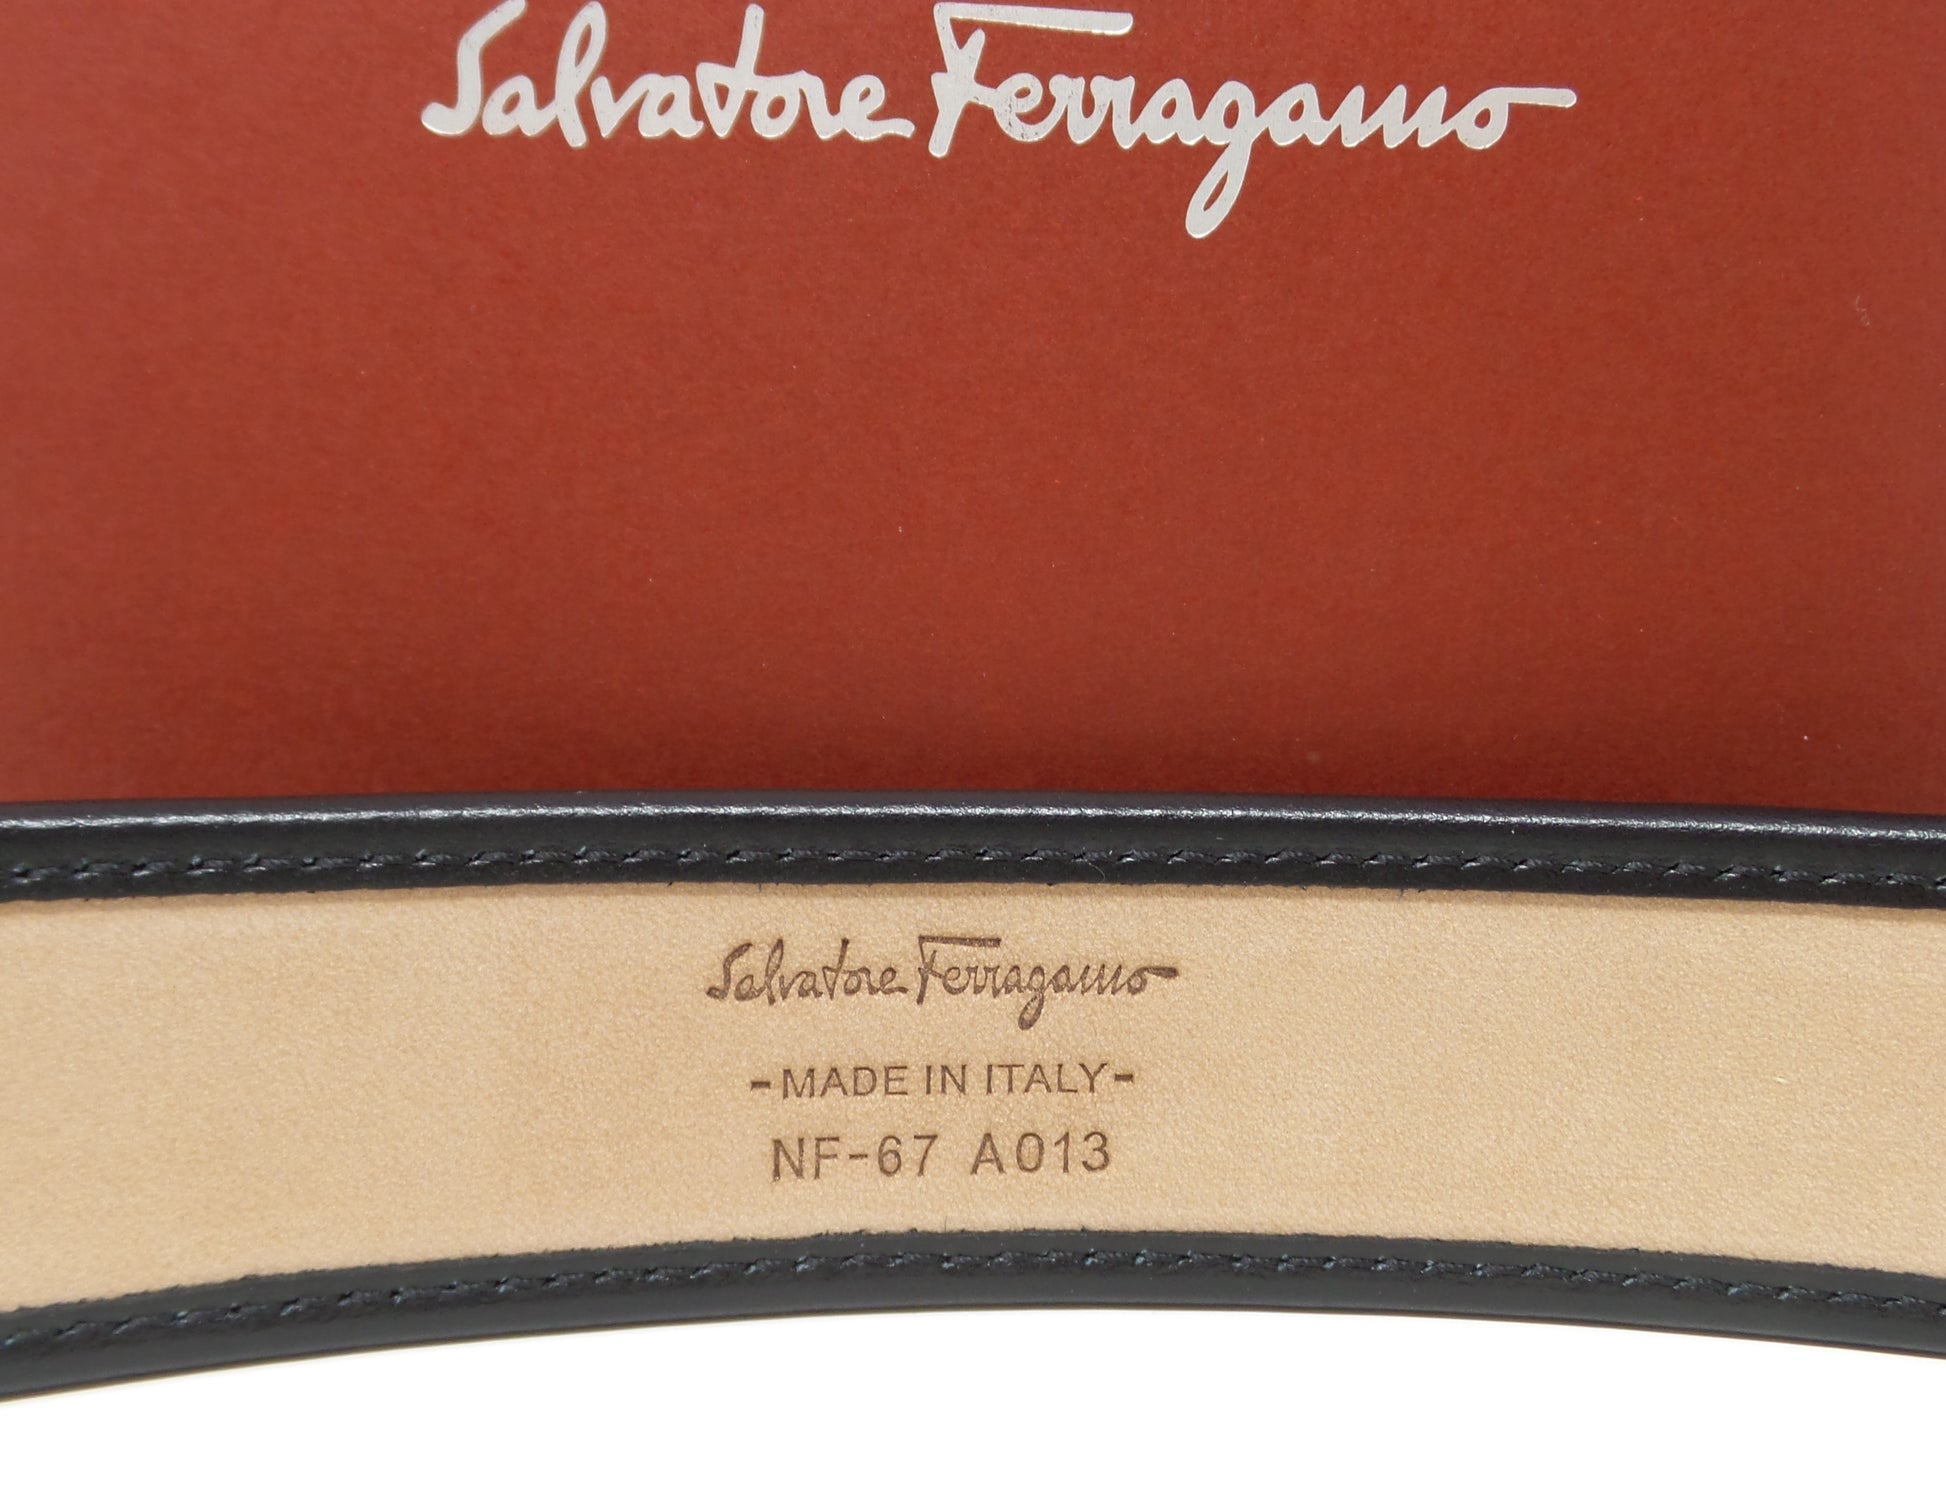 Salvatore Ferragamo
Salvatore Ferragamo
-MADE IN ITALY-
NF-67 A013